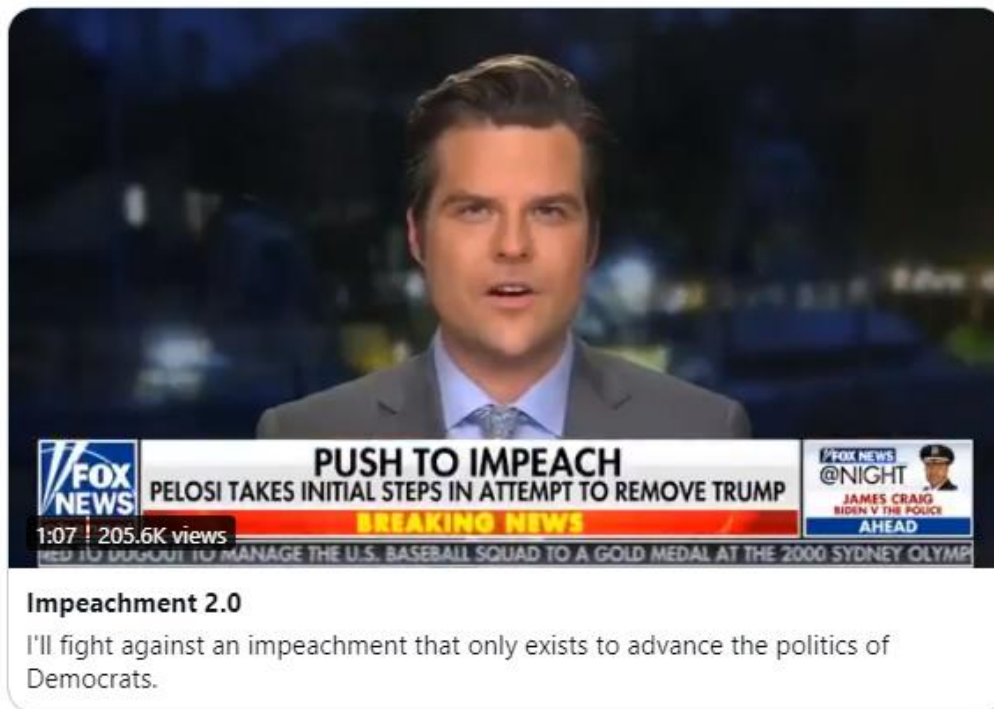 PUSH TO IMPEACH
PELOSI TAKES INITIAL STEPS IN ATTEMPT TO REMOVE TRUMP
BREAKING NEWS
FOX
NEWS
FOX NEWS
@NIGHT
JAMES CRAIG
BIDEN V THE POLICE
AHEAD
1:07 205.6K views
TO DUGOUT TO MANAGE THE U.S. BASEBALL SQUAD TO A GOLD MEDAL AT THE 2000 SYDNEY
Impeachment 2.0
I'll fight against an impeachment that only exists to advance the politics of
Democrats.